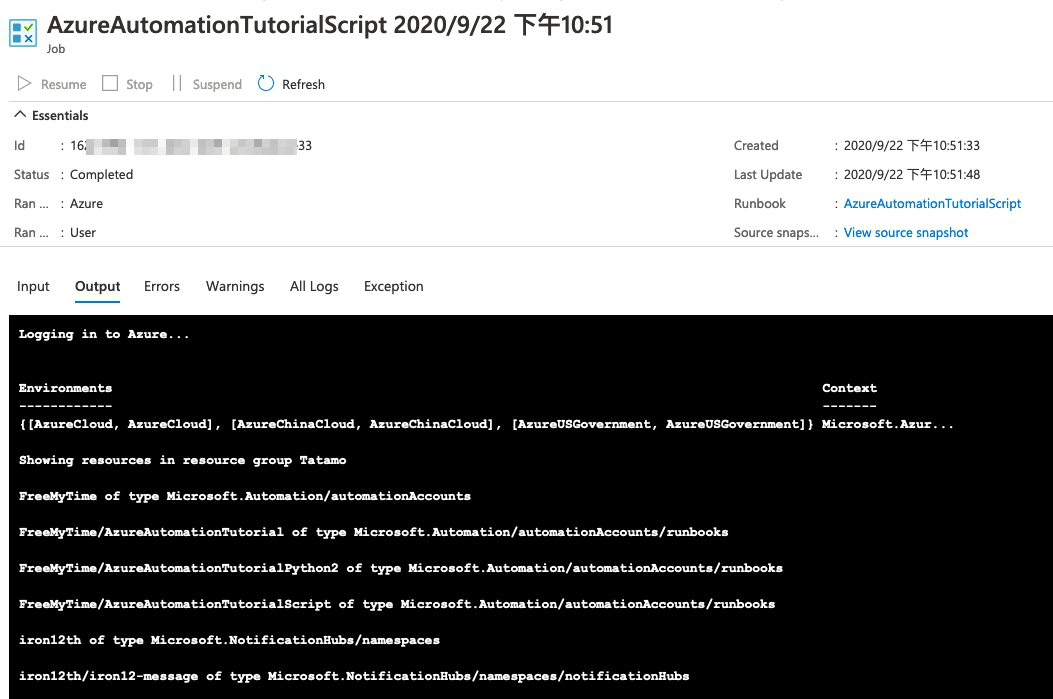 AzureAutomationTutorialScript 2020/9/22 下午10:51
Job
Resume Stop Suspend Refresh
Essentials
Id : 16 33
Status : Completed
Ran ... : Azure
Ran ... : User
Created : 2020/9/22 下午10:51:33
Last Update : 2020/9/22 下午10:51:48
Runbook : AzureAutomationTutorialScript
Source snaps... : View source snapshot
Input Output Errors Warnings All Logs Exception
Logging in to Azure...
Environments Context
------------ -------
{[AzureCloud, AzureCloud], [AzureChinaCloud, AzureChinaCloud], [AzureUSGovernment, AzureUSGovernment]} Microsoft.Azur...
Showing resources in resource group Tatamo
FreeMyTime of type Microsoft.Automation/automationAccounts
FreeMyTime/AzureAutomationTutorial of type Microsoft.Automation/automationAccounts/runbooks
FreeMyTime/AzureAutomationTutorialPython2 of type Microsoft.Automation/automationAccounts/runbooks
FreeMyTime/AzureAutomationTutorialScript of type Microsoft.Automation/automationAccounts/runbooks
iron12th of type Microsoft.NotificationHubs/namespaces
iron12th/iron12-message of type Microsoft.NotificationHubs/namespaces/notificationHubs